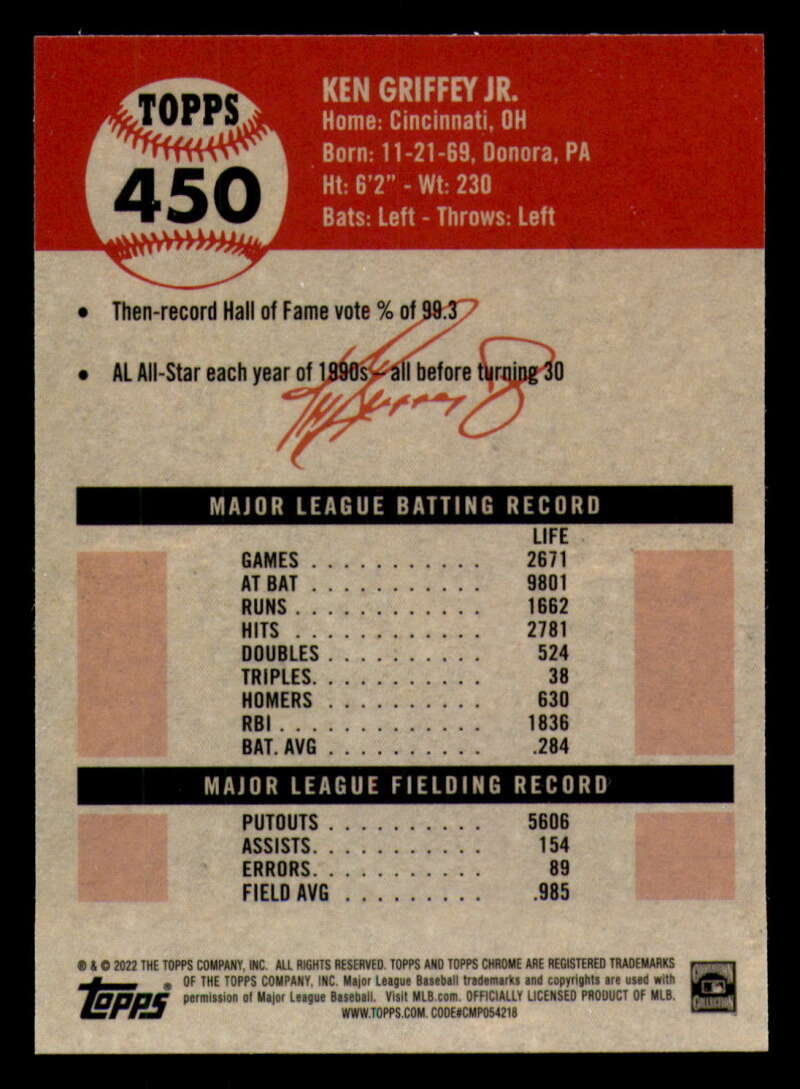 TOPPS
450
KEN GRIFFEY JR.
Home: Cincinnati, OH
Born: 11-21-69, Donora, PA
Ht: 6'2" - Wt: 230
Bats: Left - Throws: Left
• Then-record Hall of Fame vote % of 99.3
• AL All-Star each year of 1990s—all before turning 30
Ken Griffey Jr
MAJOR LEAGUE BATTING RECORD
LIFE
GAMES . . . . . . . . . . . 2671
AT BAT . . . . . . . . . . . 9801
RUNS . . . . . . . . . . . . 1662
HITS . . . . . . . . . . . . 2781
DOUBLES . . . . . . . . . . 524
TRIPLES. . . . . . . . . . . 38
HOMERS . . . . . . . . . . 630
RBI . . . . . . . . . . . . . 1836
BAT. AVG . . . . . . . . . . .284
MAJOR LEAGUE FIELDING RECORD
PUTOUTS . . . . . . . . . . 5606
ASSISTS. . . . . . . . . . . 154
ERRORS. . . . . . . . . . . 89
FIELD AVG . . . . . . . . . .985
® & © 2022 THE TOPPS COMPANY, INC. ALL RIGHTS RESERVED. TOPPS AND TOPPS CHROME ARE REGISTERED TRADEMARKS
OF THE TOPPS COMPANY, INC. Major League Baseball trademarks and copyrights are used with
permission of Major League Baseball. Visit MLB.com. OFFICIALLY LICENSED PRODUCT OF MLB.
WWW.TOPPS.COM. CODE#CMP054218
Topps®
COOPERSTOWN
COLLECTION